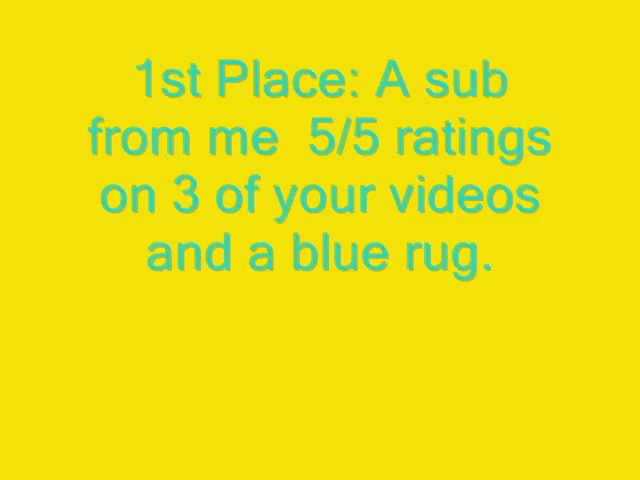 1st Place: A sub
from me  5/5 ratings
on 3 of your videos
and a blue rug.